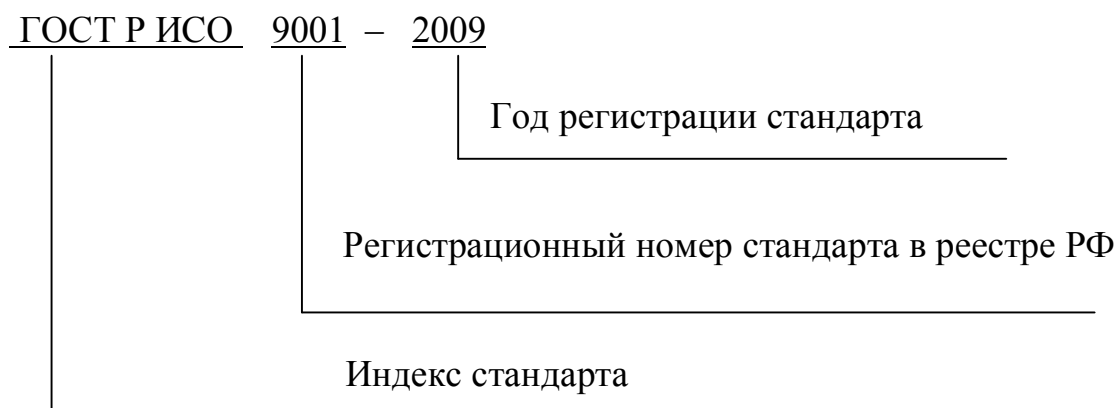 ГОСТ Р ИСО 9001 – 2009
Год регистрации стандарта
Регистрационный номер стандарта в реестре РФ
Индекс стандарта